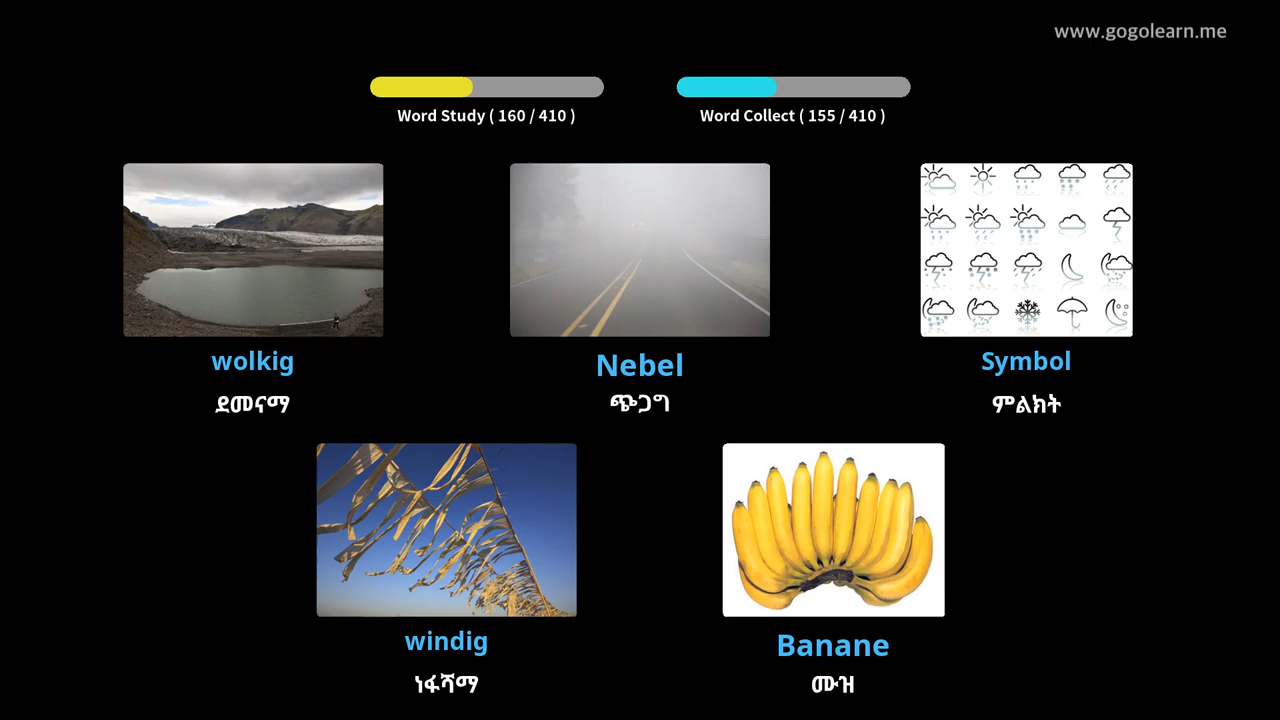 www.gogolearn.me
Word Study ( 160 / 410 )
Word Collect ( 155 / 410 )
wolkig
ደመናማ
Nebel
ጭጋግ
Symbol
ምልክት
windig
ነፋሻማ
Banane
ሙዝ